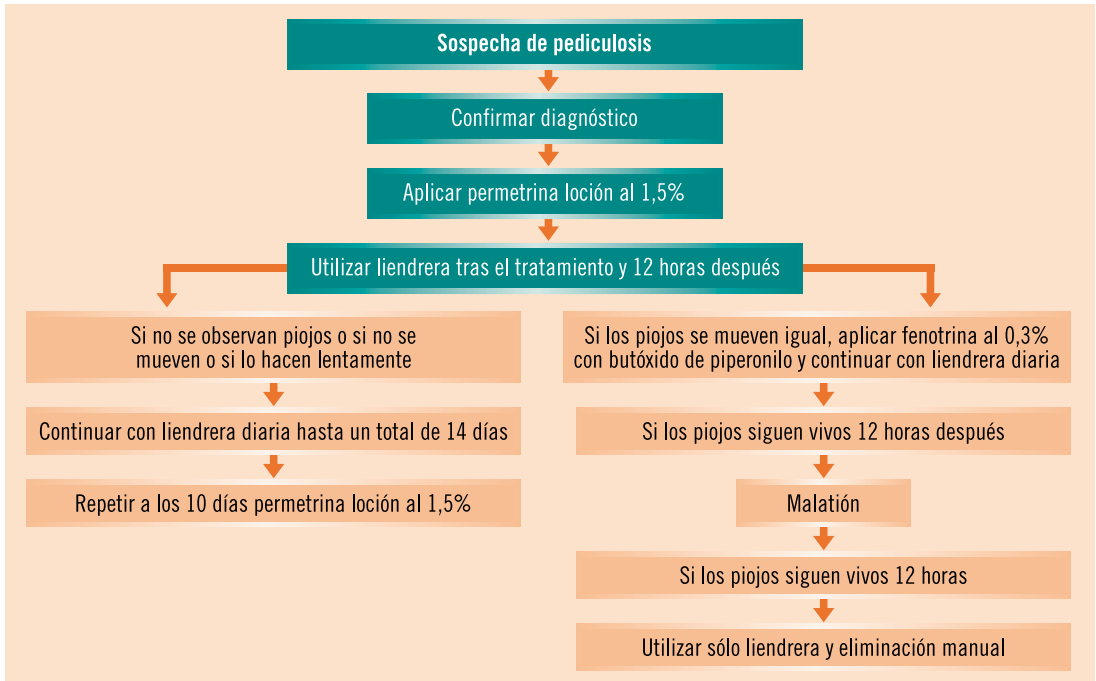 Sospecha de pediculosis
Confirmar diagnóstico
Aplicar permetrina loción al 1,5%
Utilizar liendrera tras el tratamiento y 12 horas después
Si no se observan piojos o si no se
mueven o si lo hacen lentamente
Continuar con liendrera diaria hasta un total de 14 días
Repetir a los 10 días permetrina loción al 1,5%
Si los piojos se mueven igual, aplicar fenotrina al 0,3%
con butóxido de piperonilo y continuar con liendrera diaria
Si los piojos siguen vivos 12 horas después
Malatión
Si los piojos siguen vivos 12 horas
Utilizar sólo liendrera y eliminación manual